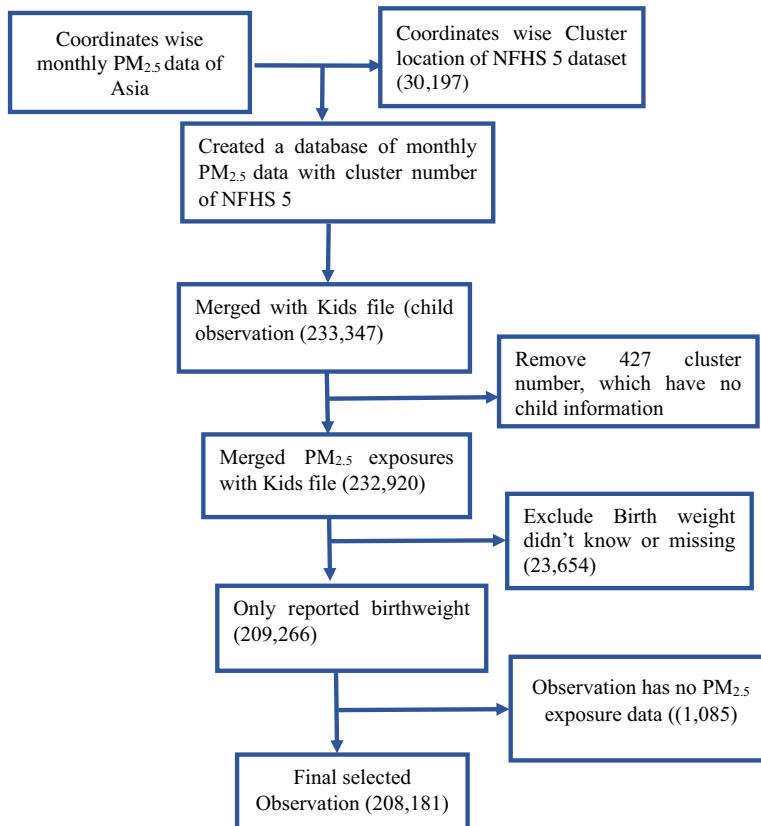 Coordinates wise
monthly PM2.5 data of
Asia
Coordinates wise Cluster
location of NFHS 5 dataset
(30,197)
Created a database of monthly
PM2.5 data with cluster number
of NFHS 5
Merged with Kids file (child
observation (233,347)
Remove 427 cluster
number, which have no
child information
Merged PM2.5 exposures
with Kids file (232,920)
Exclude Birth weight
didn’t know or missing
(23,654)
Only reported birthweight
(209,266)
Observation has no PM2.5
exposure data ((1,085)
Final selected
Observation (208,181)